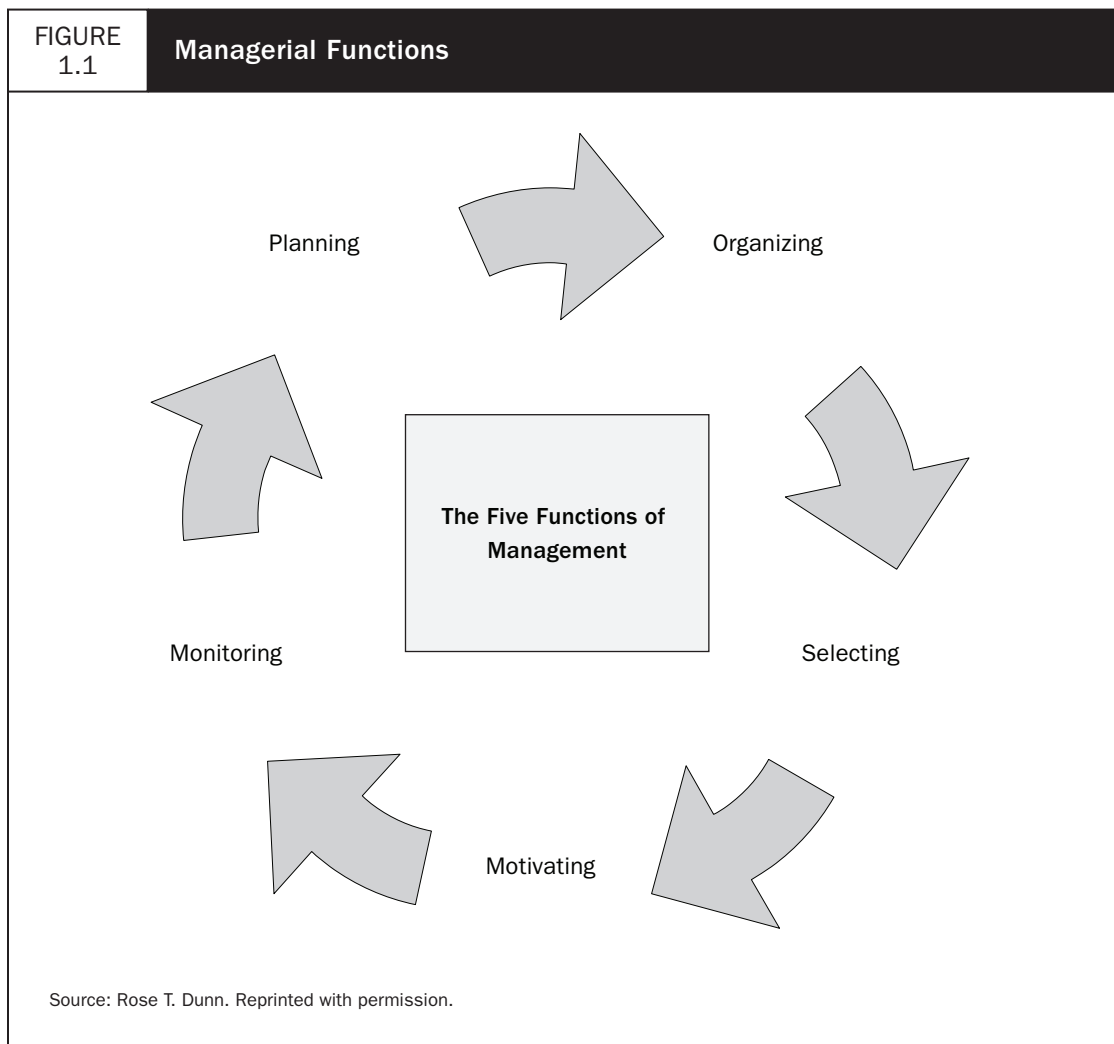 FIGURE
1.1
Managerial Functions
Planning
Organizing
The Five Functions of
Management
Monitoring
Selecting
Motivating
Source: Rose T. Dunn. Reprinted with permission.